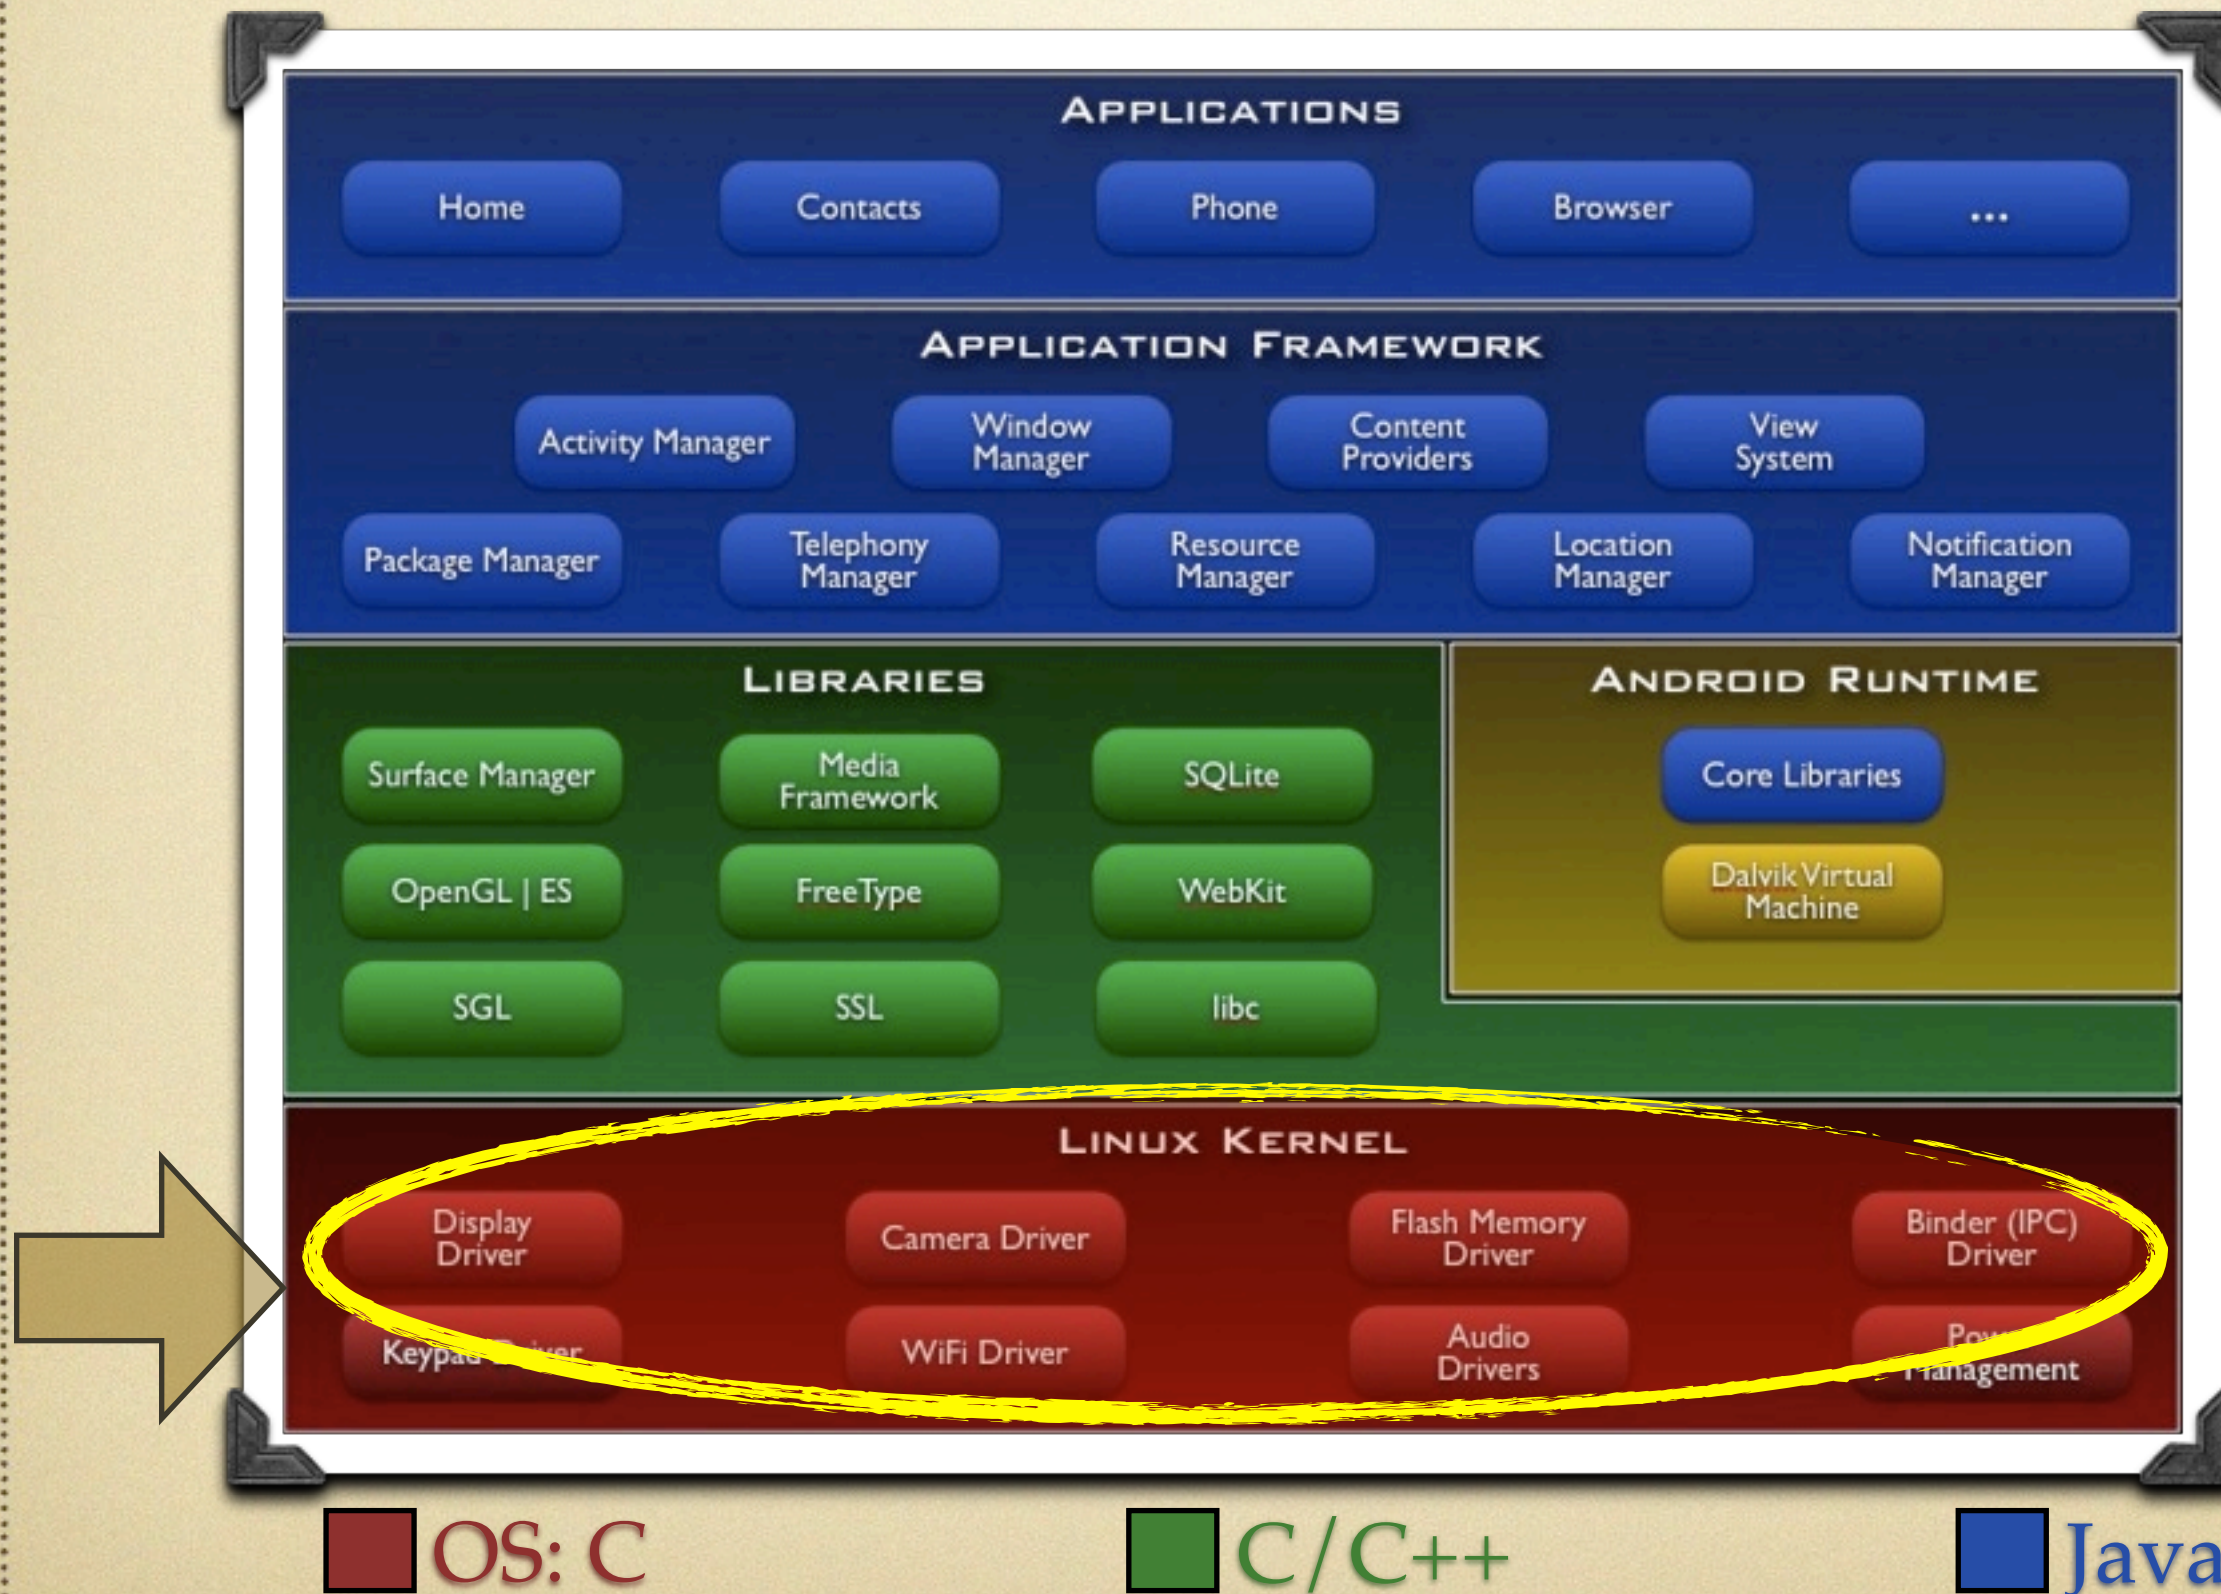 APPLICATIONS
Home
Contacts
Phone
Browser
...
APPLICATION FRAMEWORK
Activity Manager
Window
Manager
Content
Providers
View
System
Package Manager
Telephony
Manager
Resource
Manager
Location
Manager
Notification
Manager
LIBRARIES
ANDROID RUNTIME
Surface Manager
Media
Framework
SQLite
Core Libraries
OpenGL | ES
FreeType
WebKit
Dalvik Virtual
Machine
SGL
SSL
libc
LINUX KERNEL
Display
Driver
Camera Driver
Flash Memory
Driver
Binder (IPC)
Driver
Keypad Driver
WiFi Driver
Audio
Drivers
Power
Management
OS: C
C/C++
Java